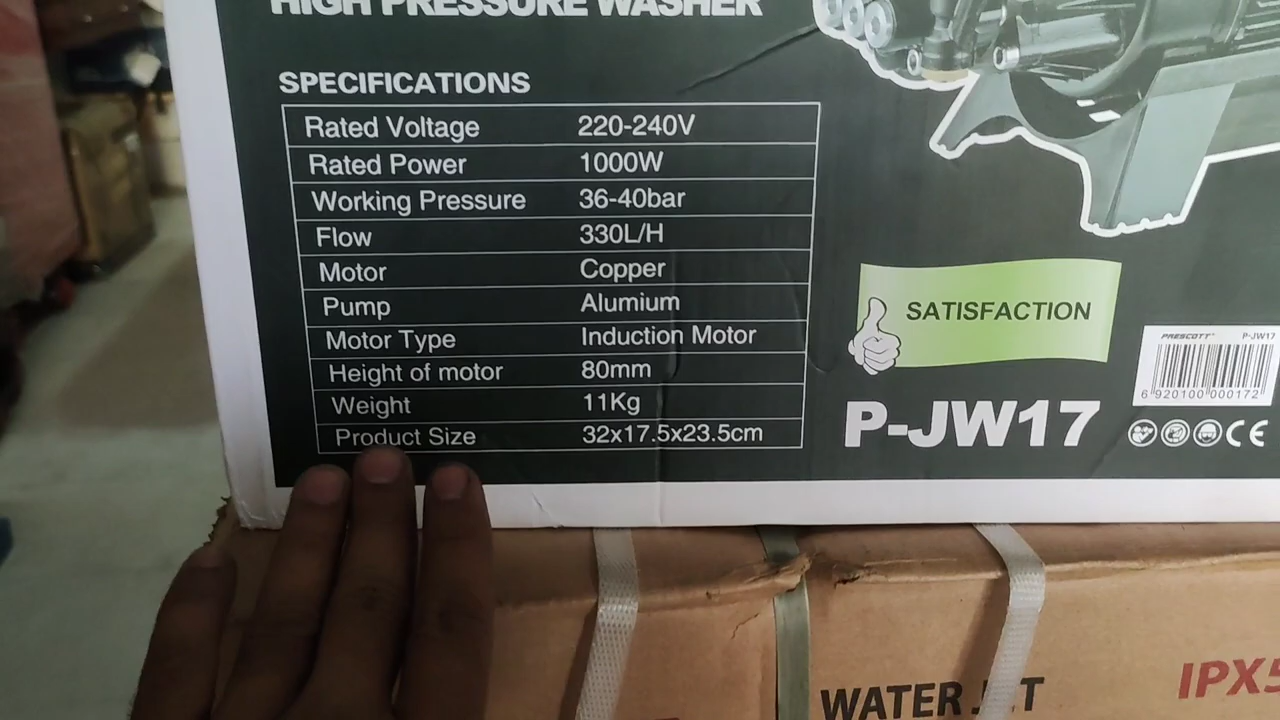 HIGH PRESSURE WASHER
SPECIFICATIONS
Rated Voltage 220-240V
Rated Power 1000W
Working Pressure 36-40bar
Flow 330L/H
Motor Copper
Pump Alumium
Motor Type Induction Motor
Height of motor 80mm
Weight 11Kg
Product Size 32x17.5x23.5cm
SATISFACTION
P-JW17
PRESCOTT P-JW17
6 920100 000172
CE
WATER JET
IPX5